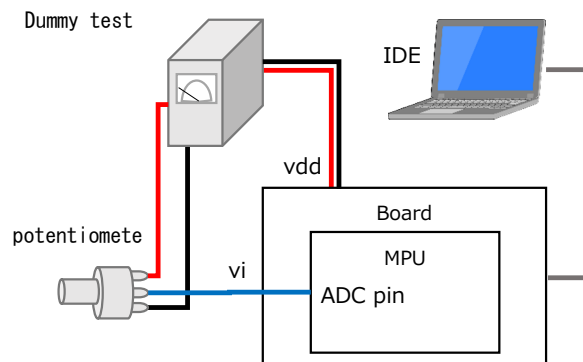 Dummy test
IDE
vdd
Board
potentiomete
MPU
vi
ADC pin